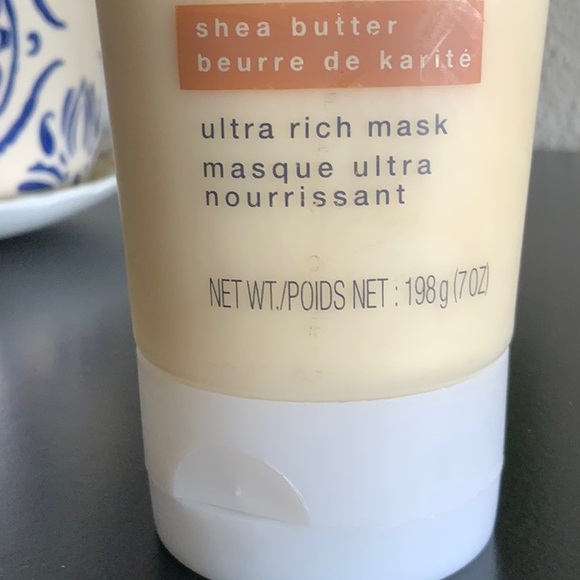 shea butter
beurre de karité
ultra rich mask
masque ultra
nourrissant
NET WT./POIDS NET : 198 g (7 OZ)